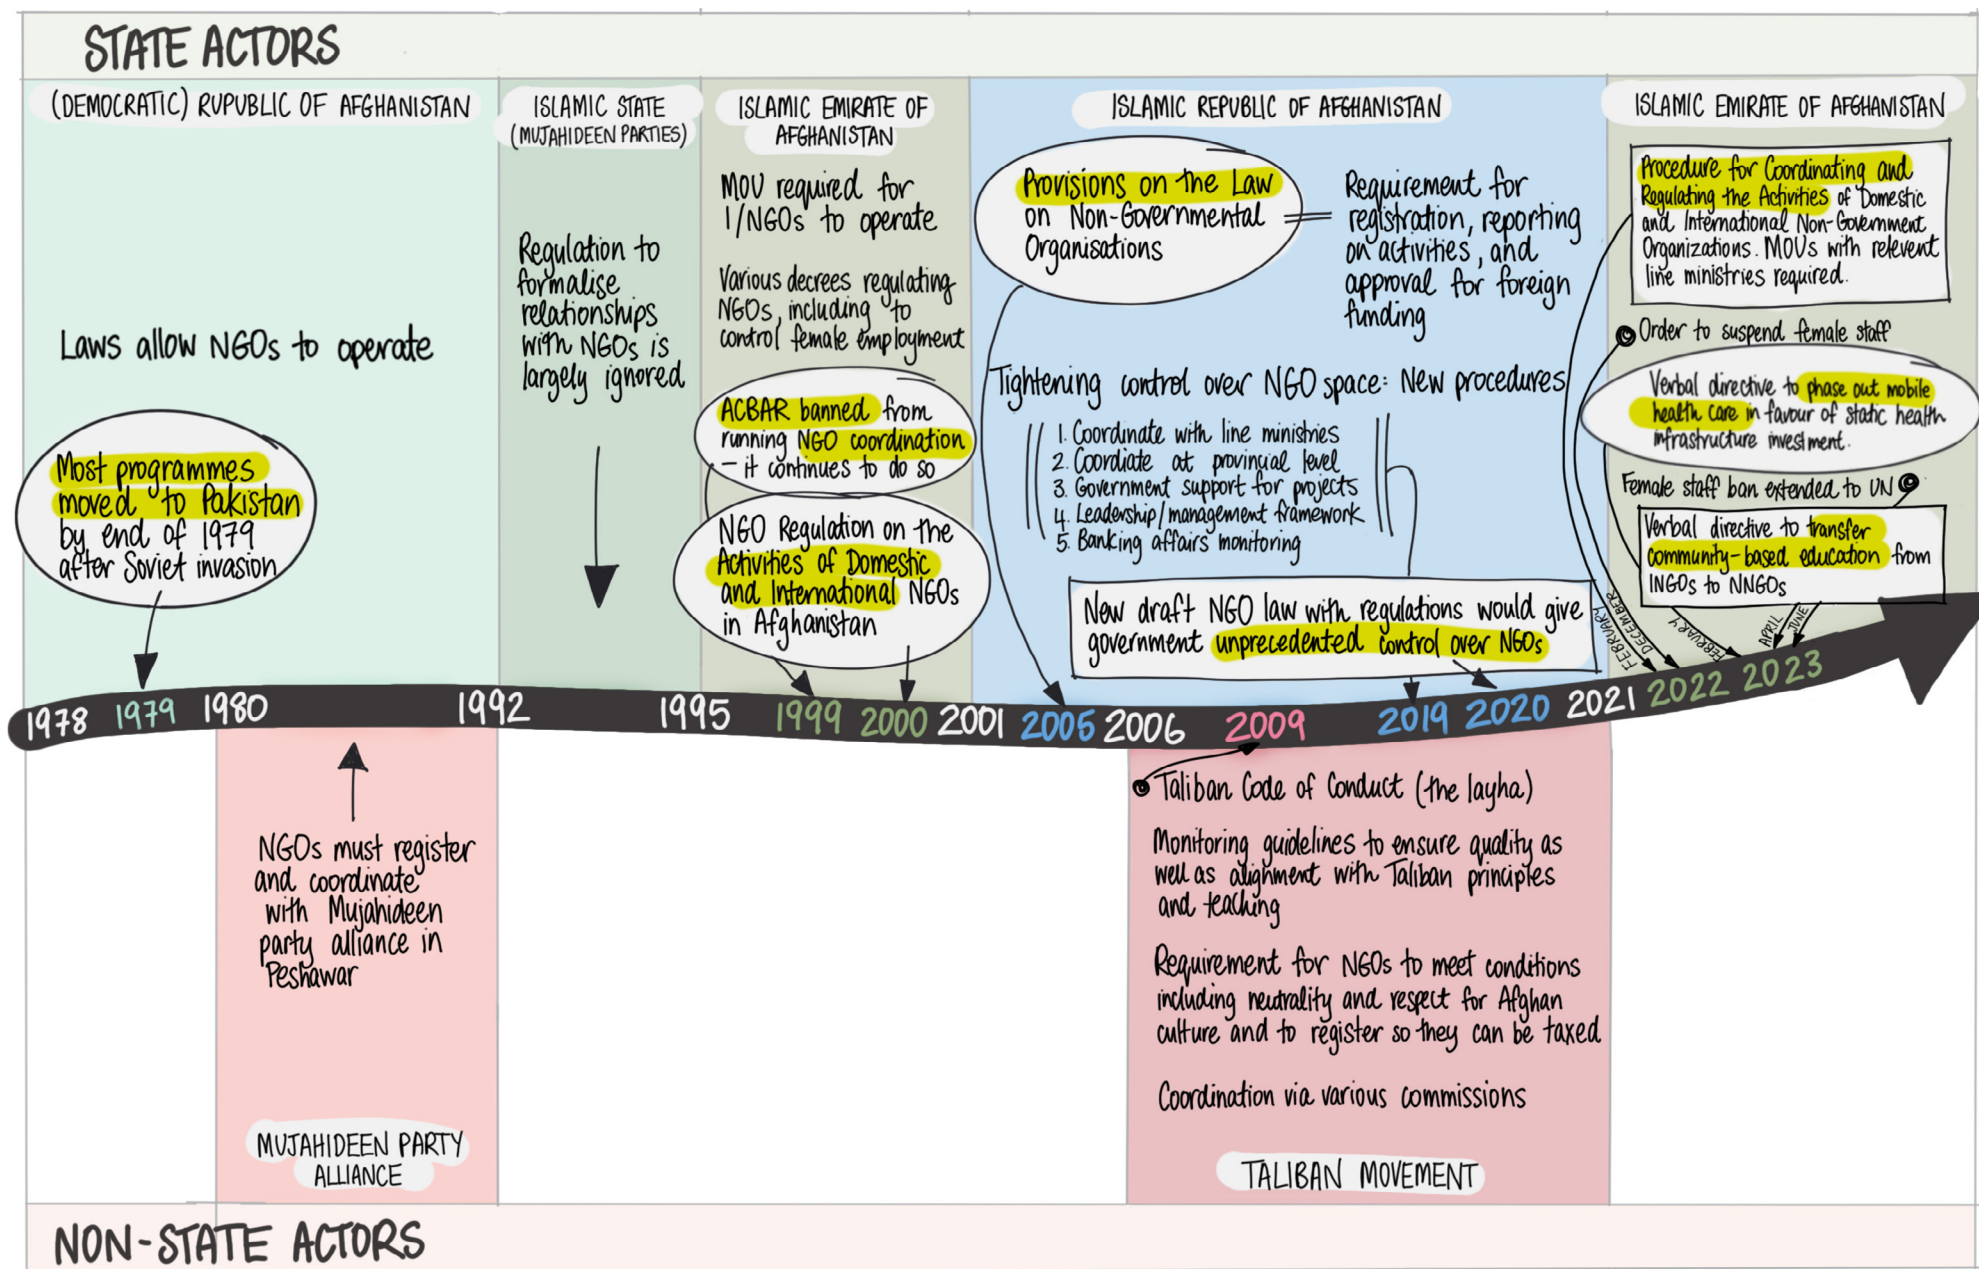 STATE ACTORS
(DEMOCRATIC) RUPUBLIC OF AFGHANISTAN
Laws allow NGOs to operate
Most programmes
moved to Pakistan
by end of 1979
after Soviet invasion
ISLAMIC STATE
(MUJAHIDEEN PARTIES)
Regulation to
formalise
relationships
with NGOs is
largely ignored
ISLAMIC EMIRATE OF
AFGHANISTAN
MOU required for
I/NGOs to operate
Various decrees regulating
NGOs, including to
control female employment
ACBAR banned from
running NGO coordination
– it continues to do so
NGO Regulation on the
Activities of Domestic
and International NGOs
in Afghanistan
ISLAMIC REPUBLIC OF AFGHANISTAN
Provisions on the Law
on Non-Governmental
Organisations
Requirement for
registration, reporting
on activities, and
approval for foreign
funding
Tightening control over NGO space: New procedures
1. Coordinate with line ministries
2. Coordiate at provincial level
3. Government support for projects
4. Leadership/management framework
5. Banking affairs monitoring
New draft NGO law with regulations would give
government unprecedented control over NGOs
ISLAMIC EMIRATE OF AFGHANISTAN
Procedure for Coordinating and
Regulating the Activities of Domestic
and International Non-Government
Organizations. MOUs with relevent
line ministries required.
Order to suspend female staff
Verbal directive to phase out mobile
health care in favour of static health
infrastructure investment.
Female staff ban extended to UN
Verbal directive to transfer
community-based education from
INGOs to NNGOs
FEBRUARY
DECEMBER
FEBRUARY
APRIL
JUNE
1978 1979 1980 1992 1995 1999 2000 2001 2005 2006 2009 2019 2020 2021 2022 2023
NGOs must register
and coordinate
with Mujahideen
party alliance in
Peshawar
MUJAHIDEEN PARTY
ALLIANCE
Taliban Code of Conduct (the layha)
Monitoring guidelines to ensure quality as
well as alignment with Taliban principles
and teaching
Requirement for NGOs to meet conditions
including neutrality and respect for Afghan
culture and to register so they can be taxed
Coordination via various commissions
TALIBAN MOVEMENT
NON-STATE ACTORS